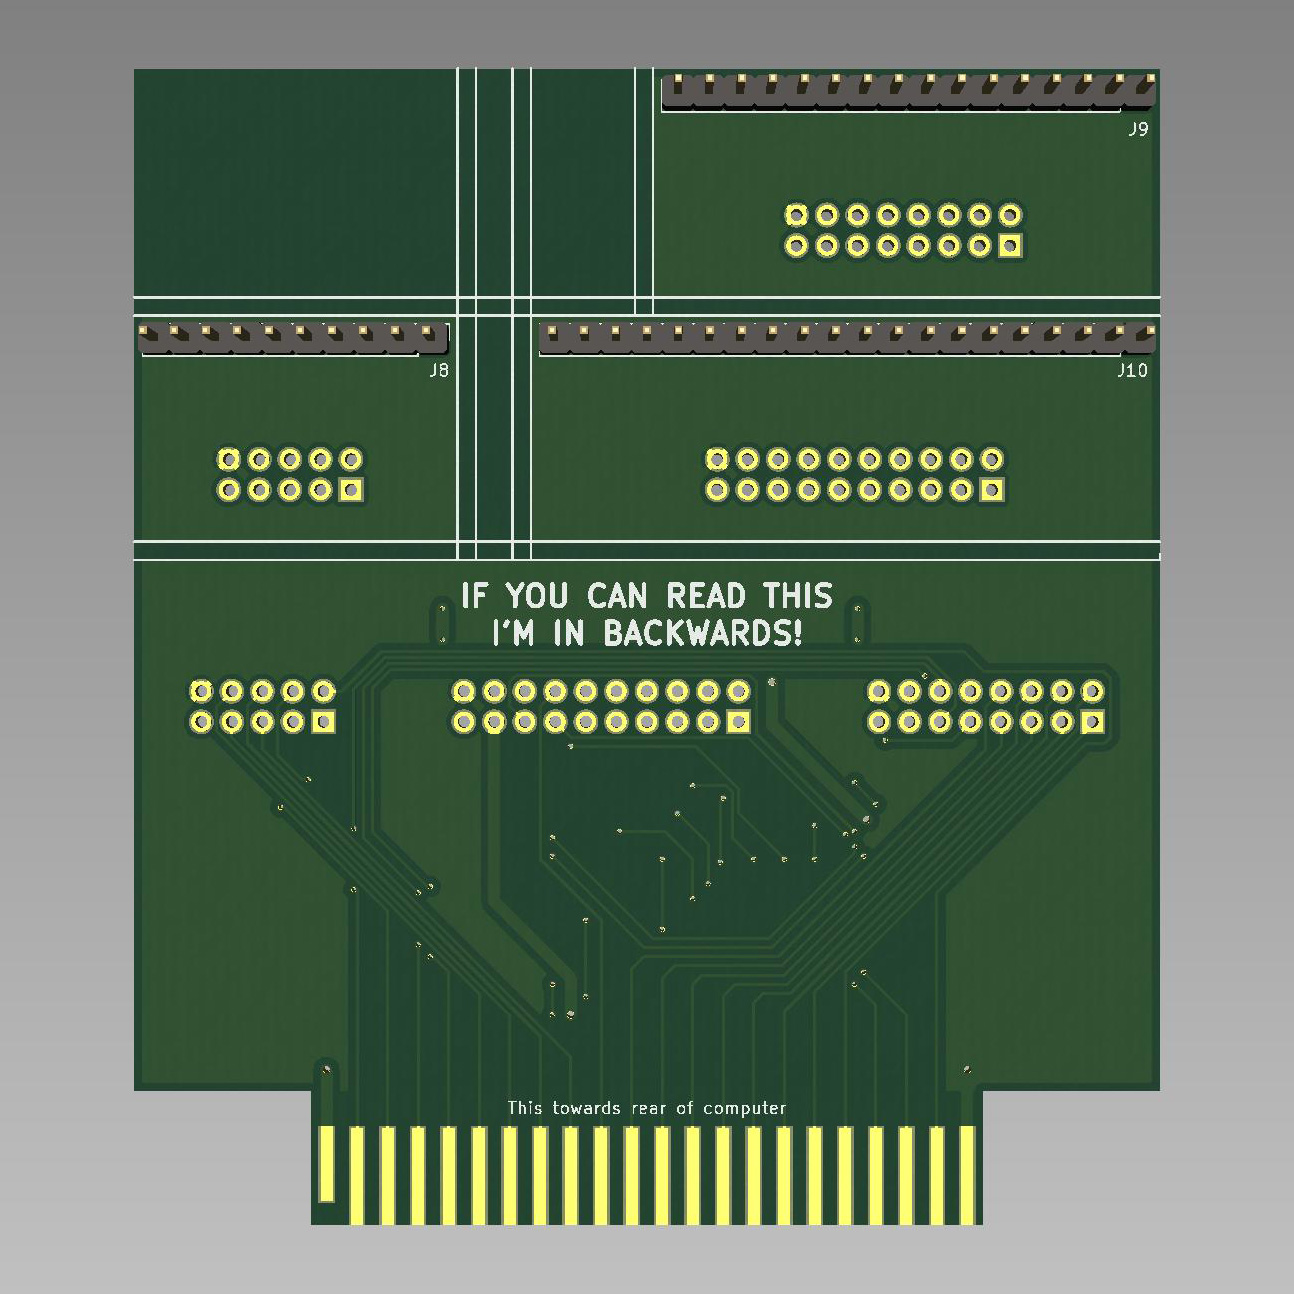 J9
J8
J10
IF YOU CAN READ THIS
I'M IN BACKWARDS!
This towards rear of computer